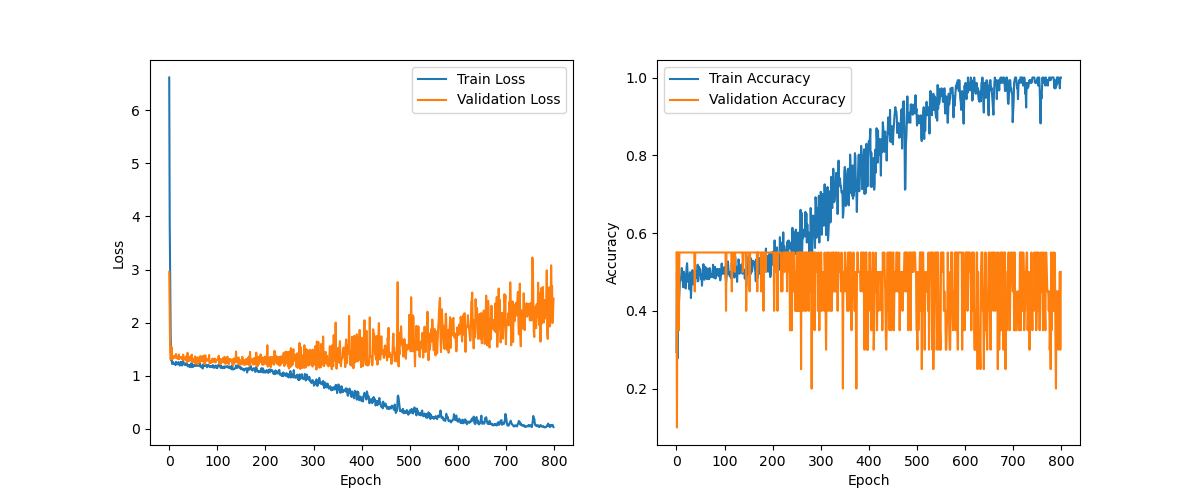 Train Loss
Validation Loss
6
5
4
3
2
1
0
Loss
0 100 200 300 400 500 600 700 800
Epoch
Train Accuracy
Validation Accuracy
1.0
0.8
0.6
0.4
0.2
Accuracy
0 100 200 300 400 500 600 700 800
Epoch